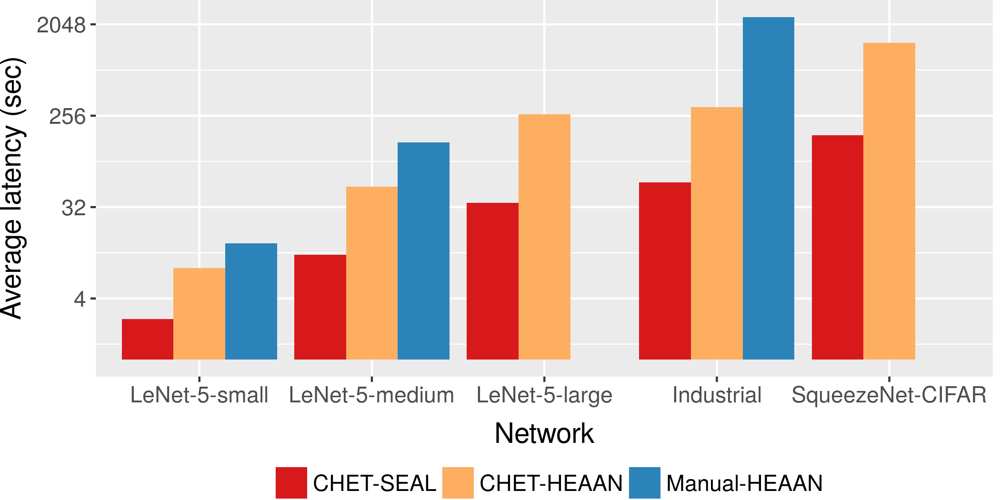 Average latency (sec)
2048
256
32
4
LeNet-5-small
LeNet-5-medium
LeNet-5-large
Industrial
SqueezeNet-CIFAR
Network
CHET-SEAL
CHET-HEAAN
Manual-HEAAN